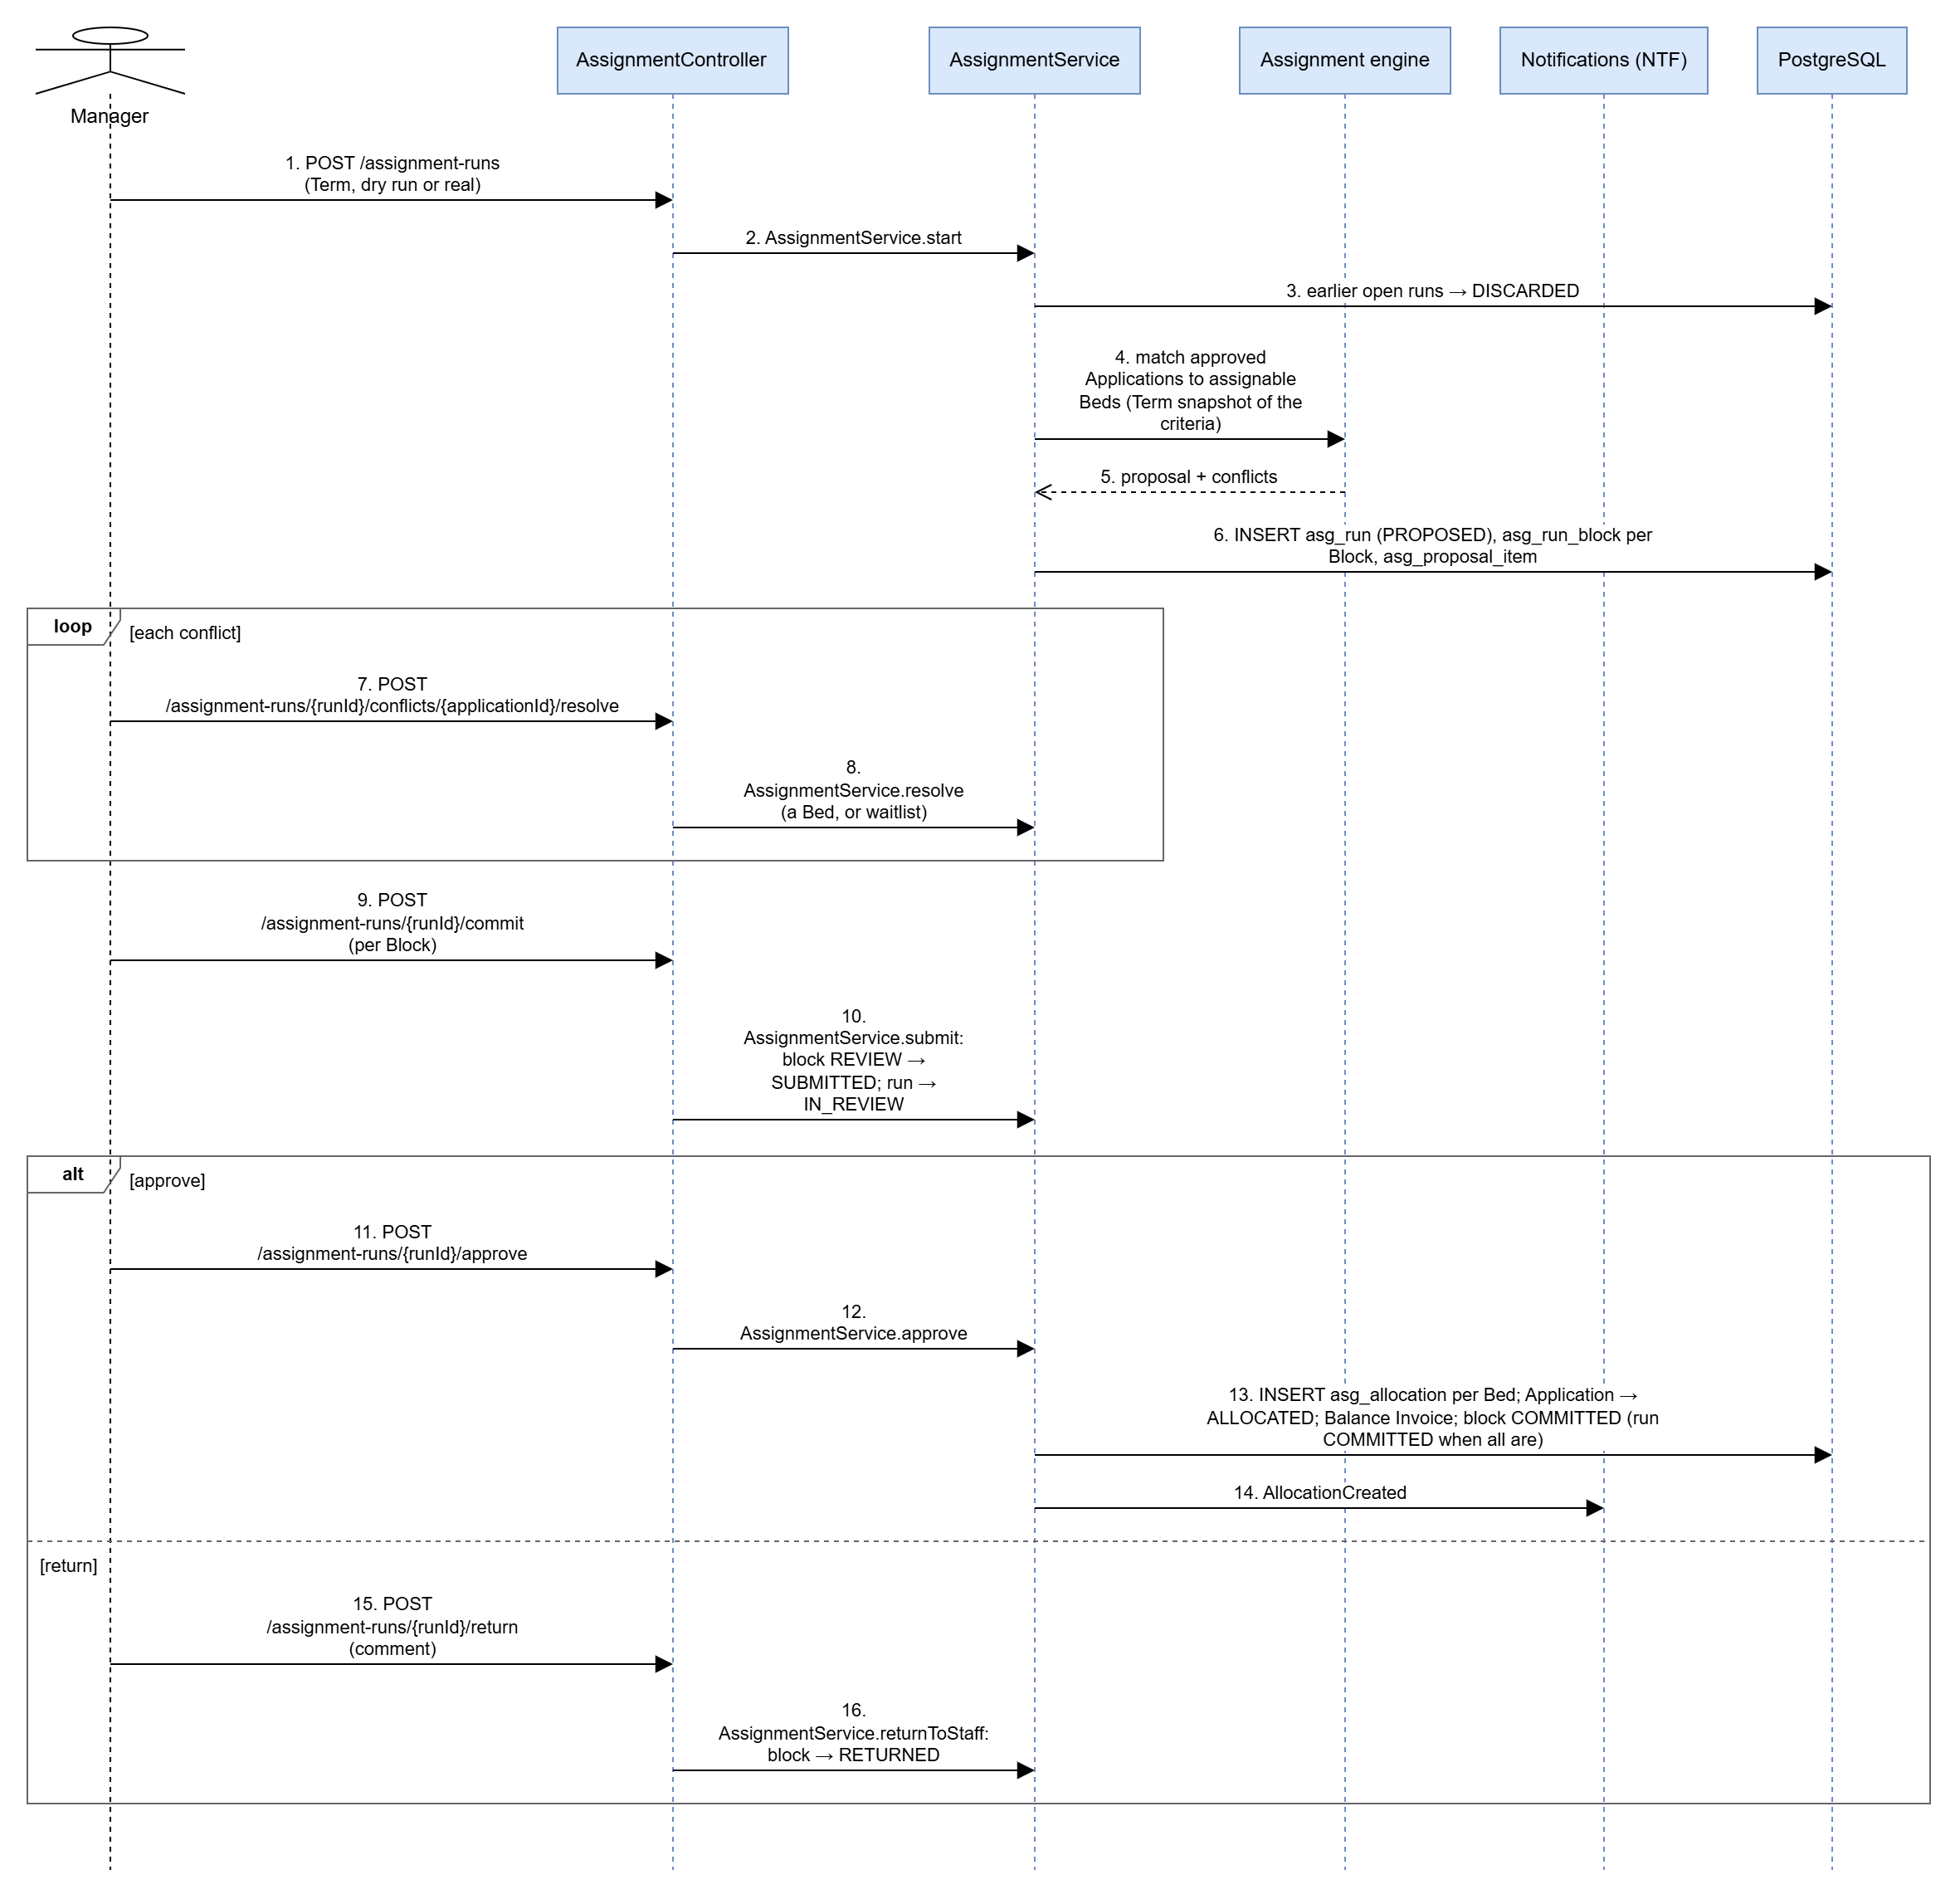 AssignmentController
AssignmentService
Assignment engine
Notifications (NTF)
PostgreSQL
Manager
1. POST /assignment-runs
(Term, dry run or real)
2. AssignmentService.start
3. earlier open runs → DISCARDED
4. match approved
Applications to assignable
Beds (Term snapshot of the
criteria)
5. proposal + conflicts
6. INSERT asg_run (PROPOSED), asg_run_block per
Block, asg_proposal_item
loop
[each conflict]
7. POST
/assignment-runs/{runId}/conflicts/{applicationId}/resolve
8.
AssignmentService.resolve
(a Bed, or waitlist)
9. POST
/assignment-runs/{runId}/commit
(per Block)
10.
AssignmentService.submit:
block REVIEW →
SUBMITTED; run →
IN_REVIEW
alt
[approve]
11. POST
/assignment-runs/{runId}/approve
12.
AssignmentService.approve
13. INSERT asg_allocation per Bed; Application →
ALLOCATED; Balance Invoice; block COMMITTED (run
COMMITTED when all are)
14. AllocationCreated
[return]
15. POST
/assignment-runs/{runId}/return
(comment)
16.
AssignmentService.returnToStaff:
block → RETURNED